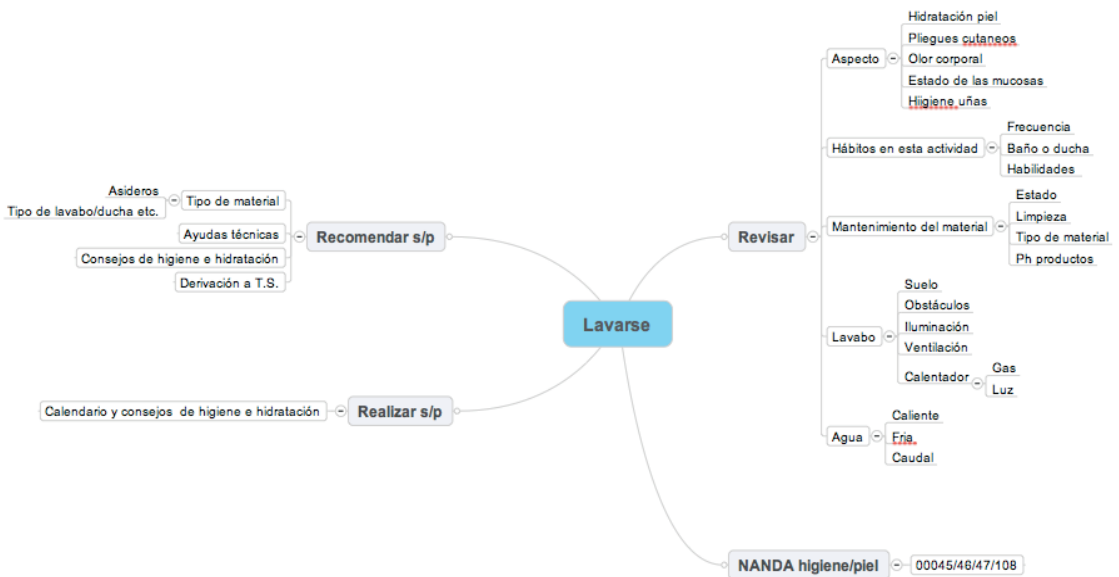 Lavarse
Recomendar s/p
Tipo de material
Asideros
Tipo de lavabo/ducha etc.
Ayudas técnicas
Consejos de higiene e hidratación
Derivación a T.S.
Realizar s/p
Calendario y consejos de higiene e hidratación
Revisar
Aspecto
Hidratación piel
Pliegues cutaneos
Olor corporal
Estado de las mucosas
Hiigiene uñas
Hábitos en esta actividad
Frecuencia
Baño o ducha
Habilidades
Mantenimiento del material
Estado
Limpieza
Tipo de material
Ph productos
Lavabo
Suelo
Obstáculos
Iluminación
Ventilación
Calentador
Gas
Luz
Agua
Caliente
Fria
Caudal
NANDA higiene/piel
00045/46/47/108